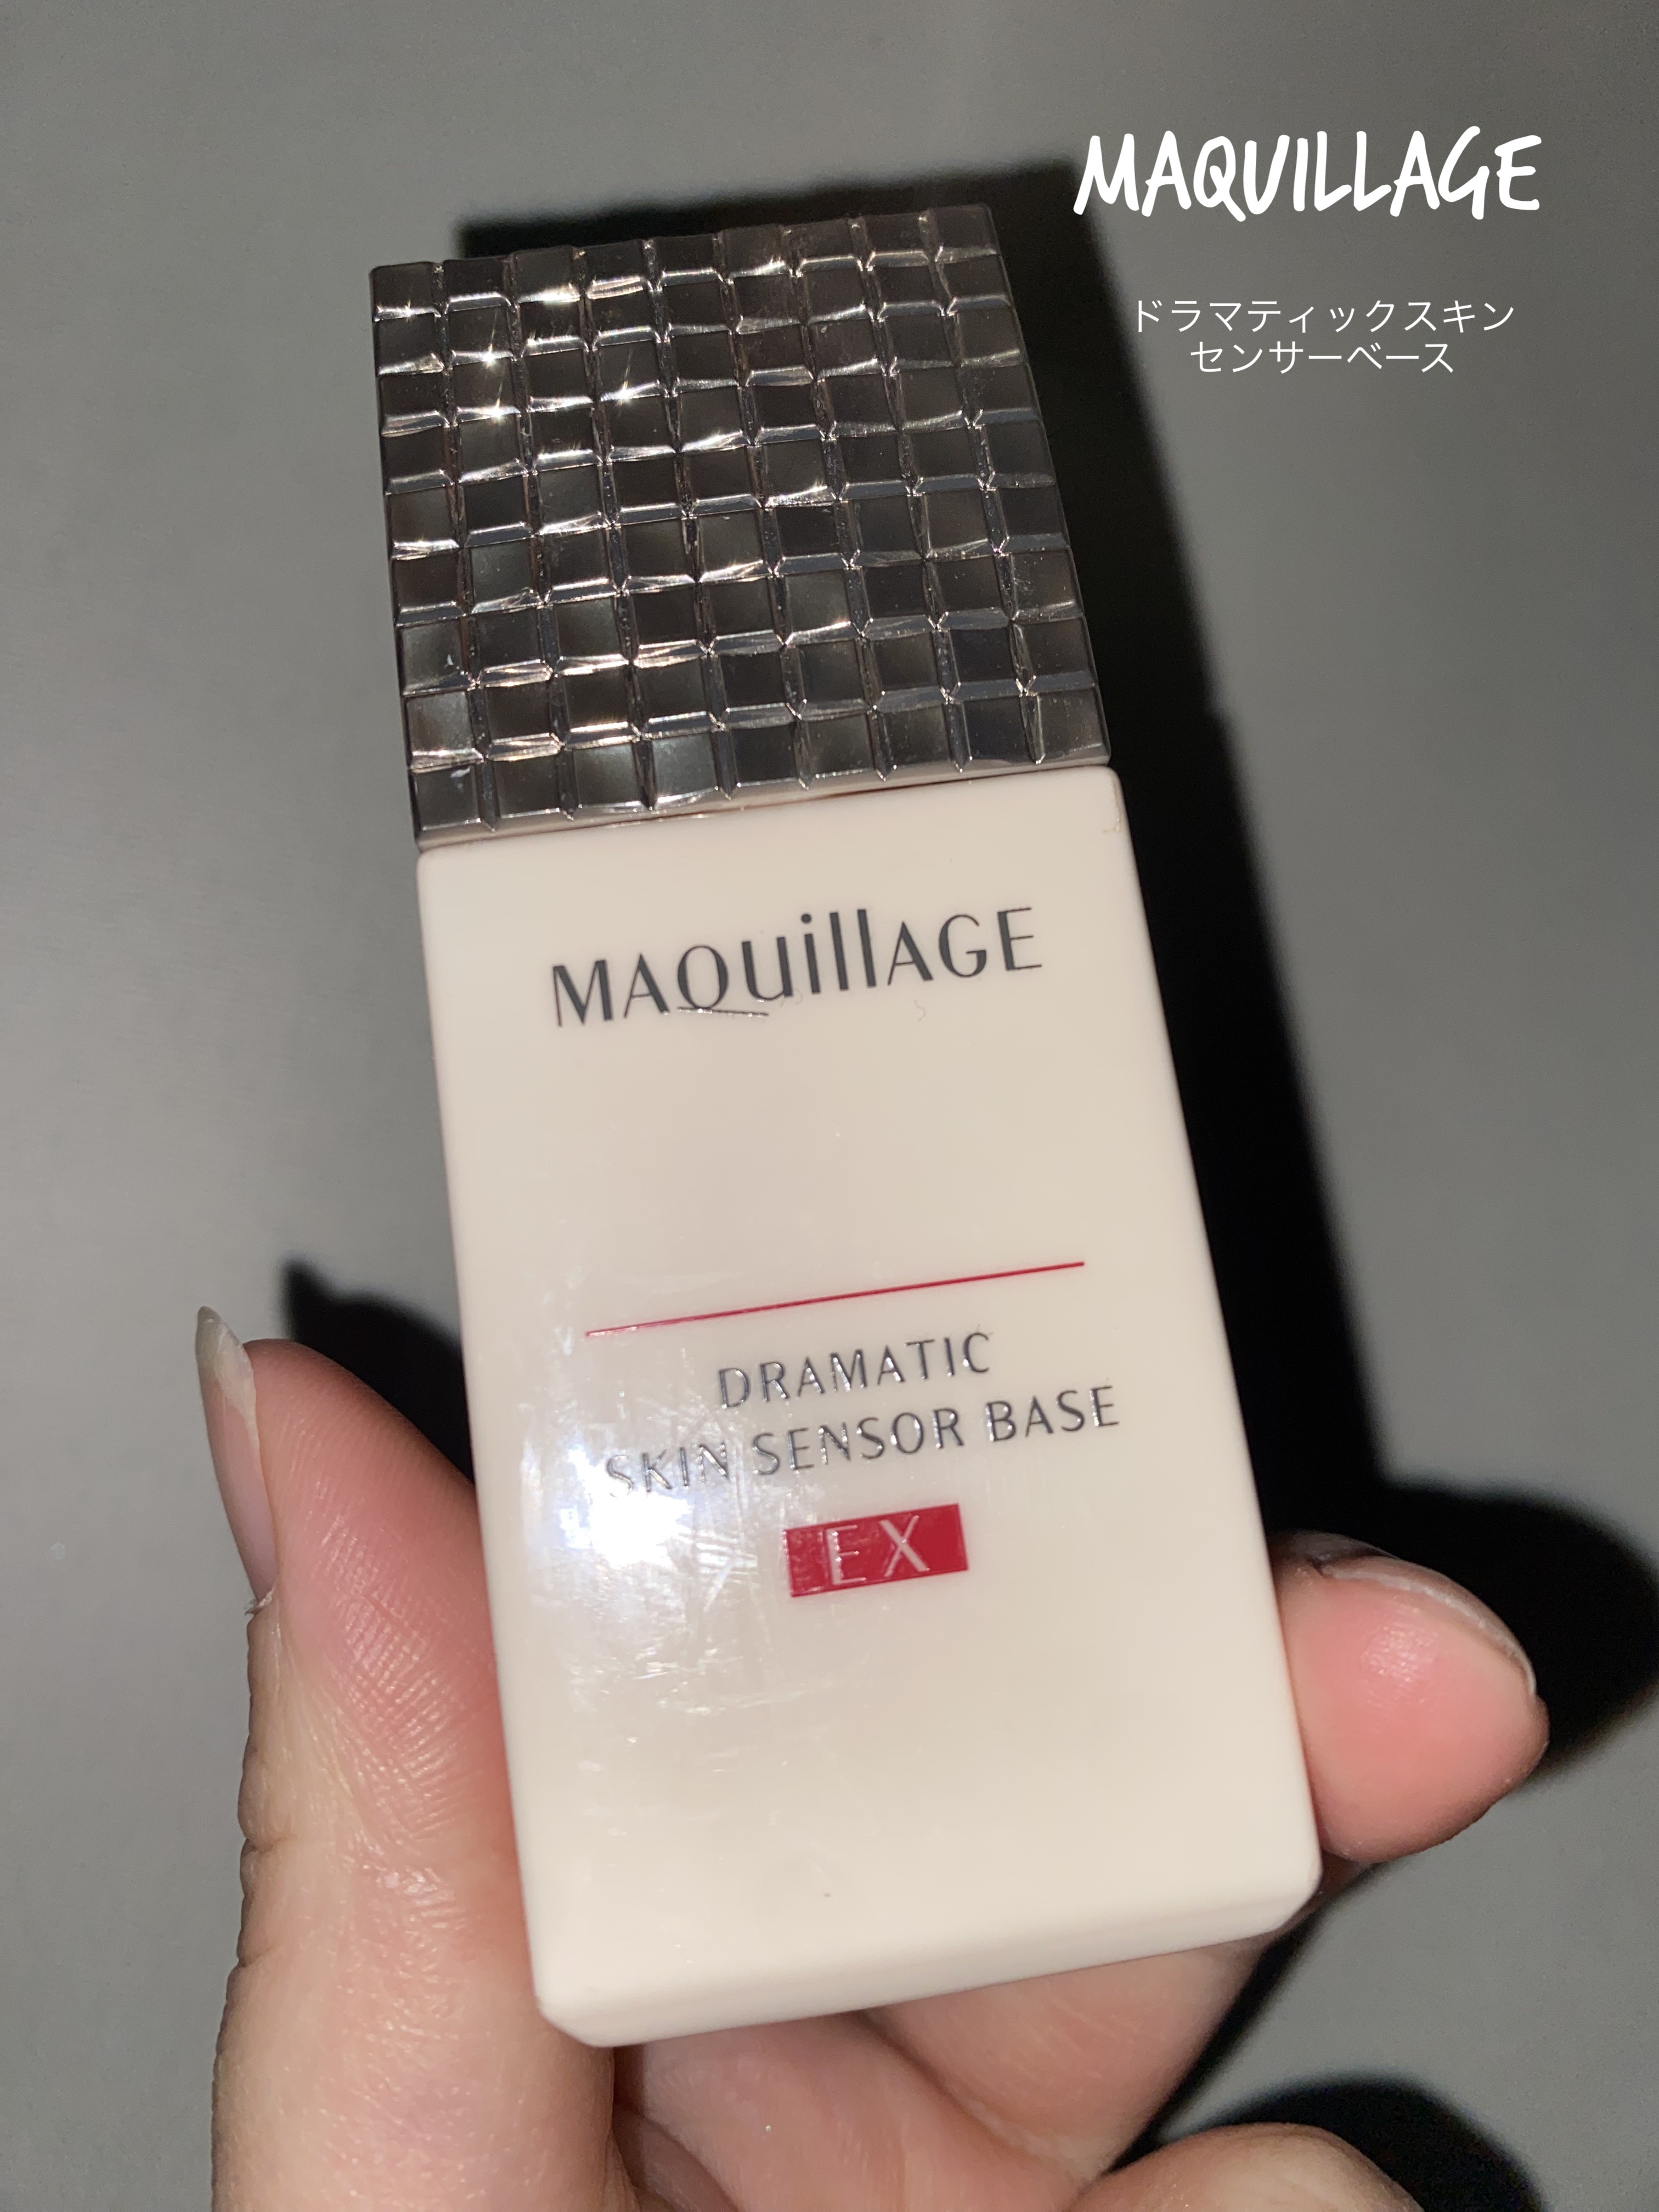 MAQUILLAGE
ドラマティックスキン
センサーベース
MAQuillAGE
DRAMATIC
SKIN SENSOR BASE
EX